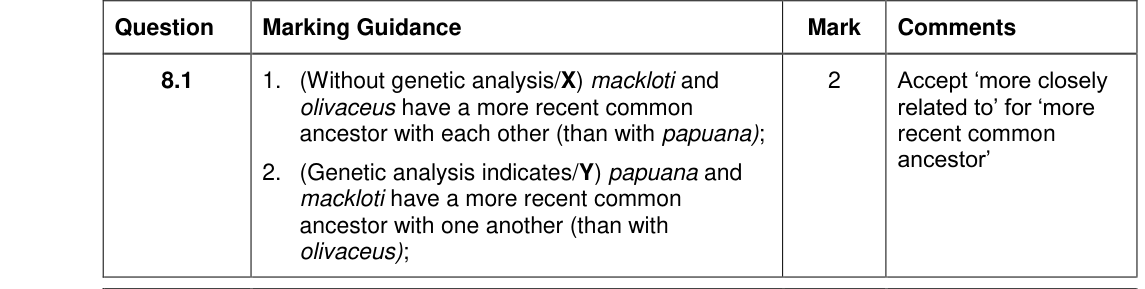 Question Marking Guidance Mark Comments
8.1 1. (Without genetic analysis/X) mackloti and 2 Accept ‘more closely
olivaceus have a more recent common related to’ for ‘more
ancestor with each other (than with papuana); recent common
ancestor’
2. (Genetic analysis indicates/Y) papuana and
mackloti have a more recent common
ancestor with one another (than with
olivaceus);